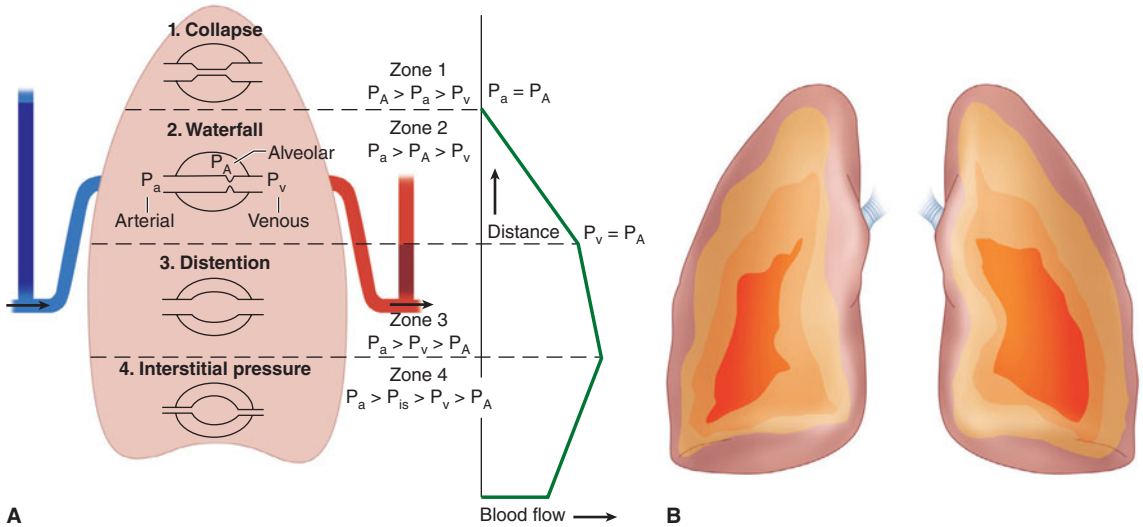 1. Collapse
Zone 1
P_A > P_a > P_v
P_a = P_A
2. Waterfall
Zone 2
P_a > P_A > P_v
P_A
Alveolar
P_a
P_v
Arterial
Venous
Distance
P_v = P_A
3. Distention
Zone 3
P_a > P_v > P_A
4. Interstitial pressure
Zone 4
P_a > P_is > P_v > P_A
Blood flow
A
B